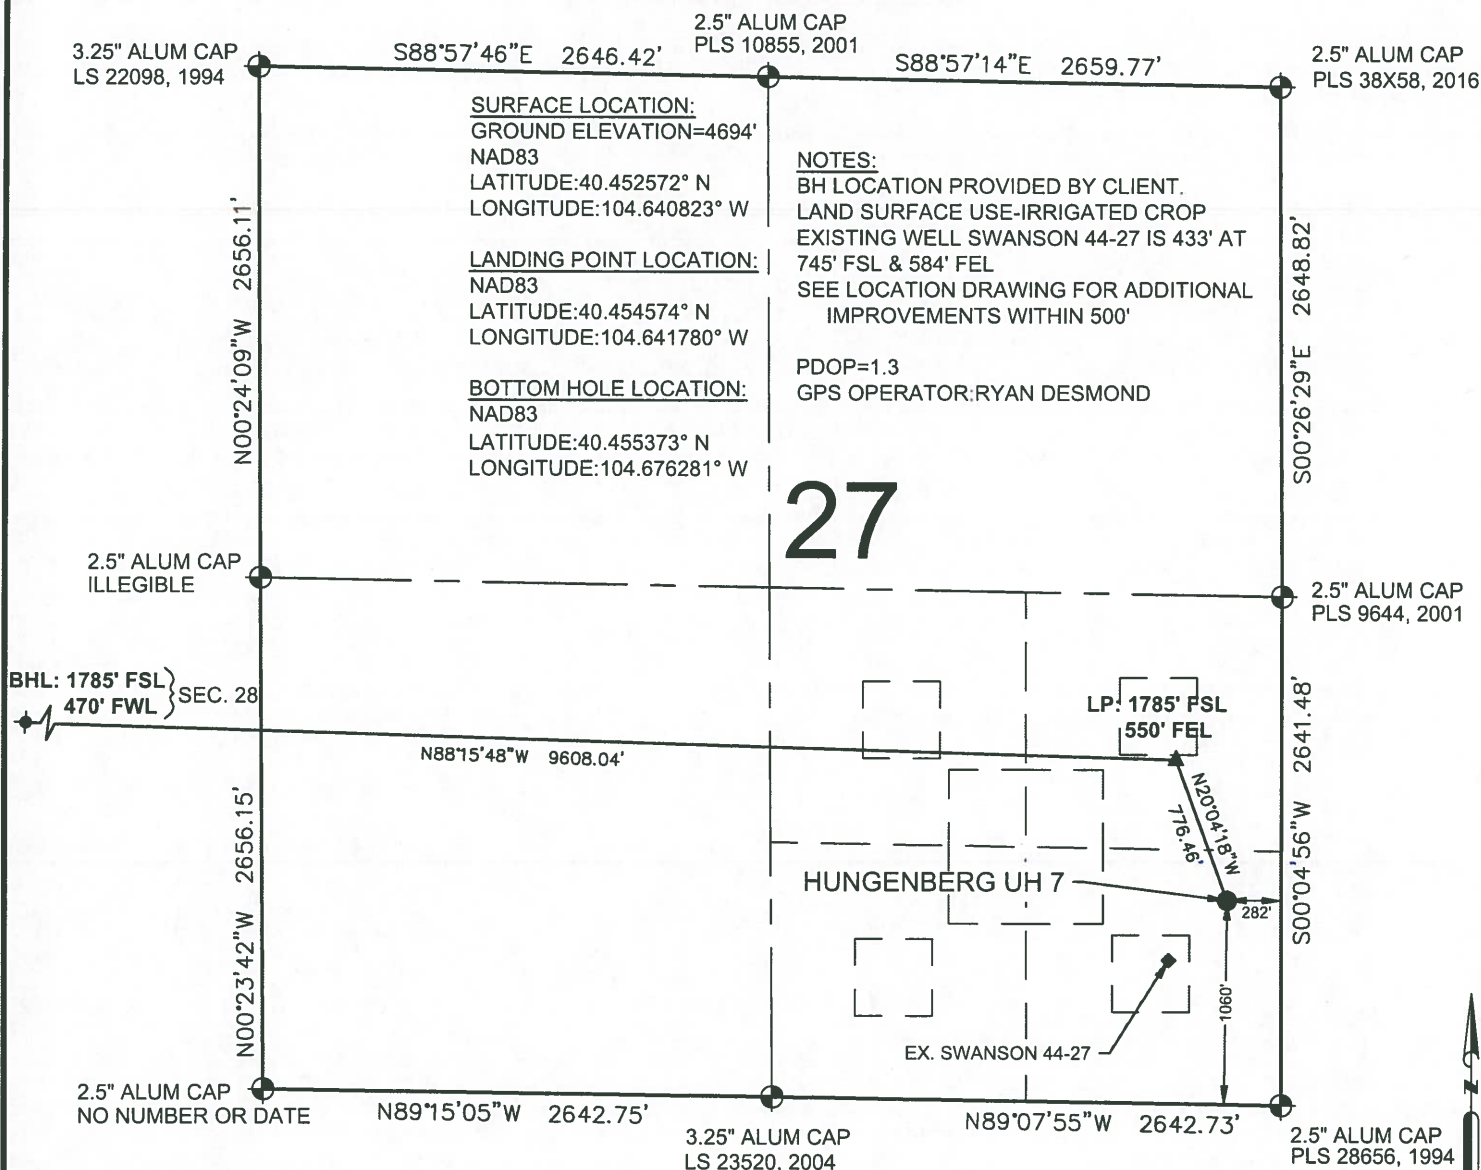 2.5" ALUM CAP
PLS 10855, 2001
3.25" ALUM CAP
LS 22098, 1994
S88°57'46"E 2646.42'
S88°57'14"E 2659.77'
2.5" ALUM CAP
PLS 38X58, 2016
SURFACE LOCATION:
GROUND ELEVATION=4694'
NAD83
LATITUDE:40.452572° N
LONGITUDE:104.640823° W
LANDING POINT LOCATION:
NAD83
LATITUDE:40.454574° N
LONGITUDE:104.641780° W
BOTTOM HOLE LOCATION:
NAD83
LATITUDE:40.455373° N
LONGITUDE:104.676281° W
NOTES:
BH LOCATION PROVIDED BY CLIENT.
LAND SURFACE USE-IRRIGATED CROP
EXISTING WELL SWANSON 44-27 IS 433' AT
745' FSL & 584' FEL
SEE LOCATION DRAWING FOR ADDITIONAL
IMPROVEMENTS WITHIN 500'
PDOP=1.3
GPS OPERATOR:RYAN DESMOND
N00°24'09"W 2656.11'
S00°26'29"E 2648.82'
27
2.5" ALUM CAP
ILLEGIBLE
2.5" ALUM CAP
PLS 9644, 2001
BHL: 1785' FSL
470' FWL
SEC. 28
LP: 1785' FSL
550' FEL
N88°15'48"W 9608.04'
N20°04'18"W
776.46'
N00°23'42"W 2656.15'
S00°04'56"W 2641.48'
HUNGENBERG UH 7
282'
1060'
EX. SWANSON 44-27
2.5" ALUM CAP
NO NUMBER OR DATE
N89°15'05"W 2642.75'
3.25" ALUM CAP
LS 23520, 2004
N89°07'55"W 2642.73'
2.5" ALUM CAP
PLS 28656, 1994
N